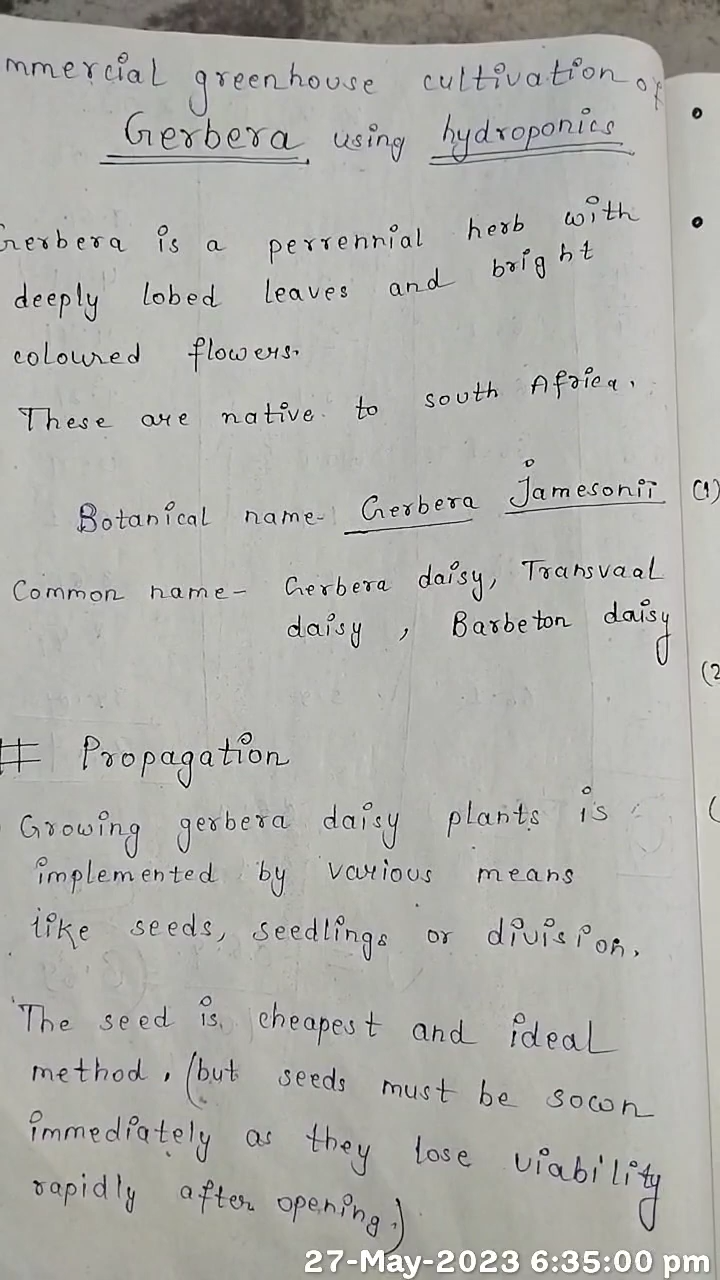 mmercial greenhouse cultivation of
Gerbera using hydroponics
Gerbera is a perrennial herb with
deeply lobed leaves and bright
coloured flowers.
These are native to south Africa.
Botanical name- Gerbera Jamesonii
Common name- Gerbera daisy, Transvaal
daisy, Barbeton daisy
# Propagation
Growing gerbera daisy plants is
implemented by various means
like seeds, seedlings or division.
The seed is cheapest and ideal
method, (but seeds must be sown
immediately as they lose viability
rapidly after opening.)
(1)
(2
(
27-May-2023 6:35:00 pm